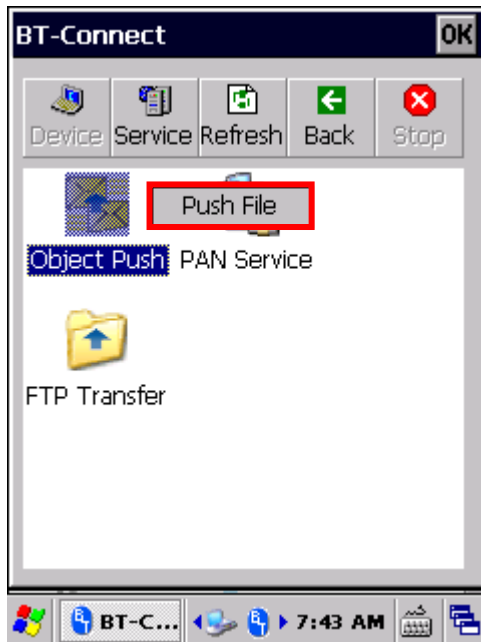 BT-Connect OK
Device Service Refresh Back Stop
Push File
Object Push PAN Service
FTP Transfer
BT-C... 7:43 AM